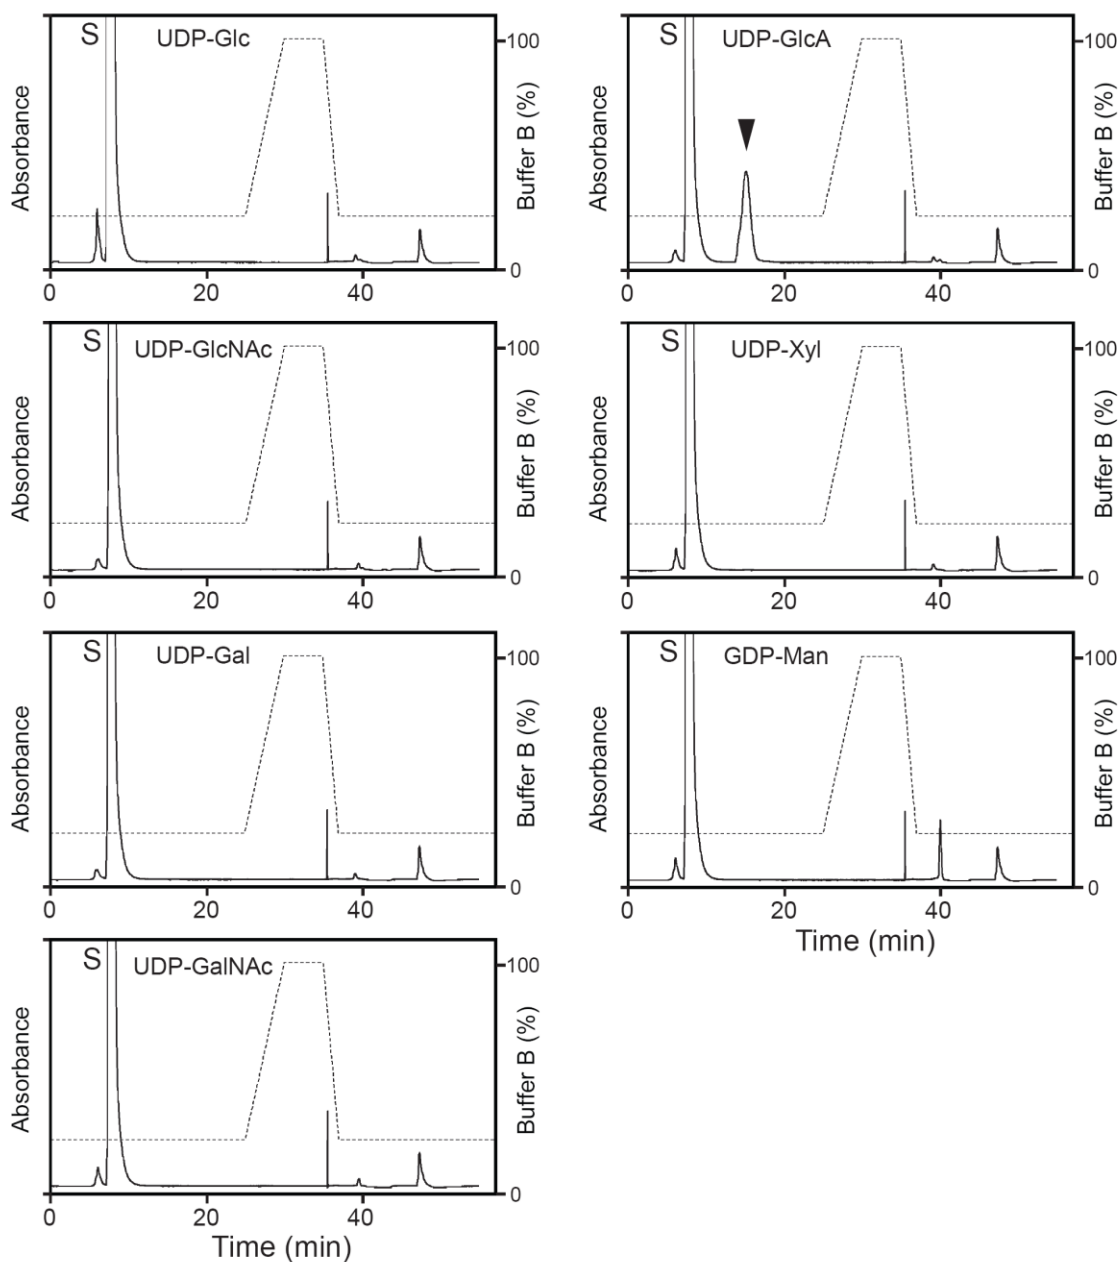 S UDP-Glc
Absorbance
100
Buffer B (%)
0
0 20 40
S UDP-GlcA
Absorbance
100
Buffer B (%)
0
0 20 40
S UDP-GlcNAc
Absorbance
100
Buffer B (%)
0
0 20 40
S UDP-Xyl
Absorbance
100
Buffer B (%)
0
0 20 40
S UDP-Gal
Absorbance
100
Buffer B (%)
0
0 20 40
S GDP-Man
Absorbance
100
Buffer B (%)
0
0 20 40
Time (min)
S UDP-GalNAc
Absorbance
100
Buffer B (%)
0
0 20 40
Time (min)